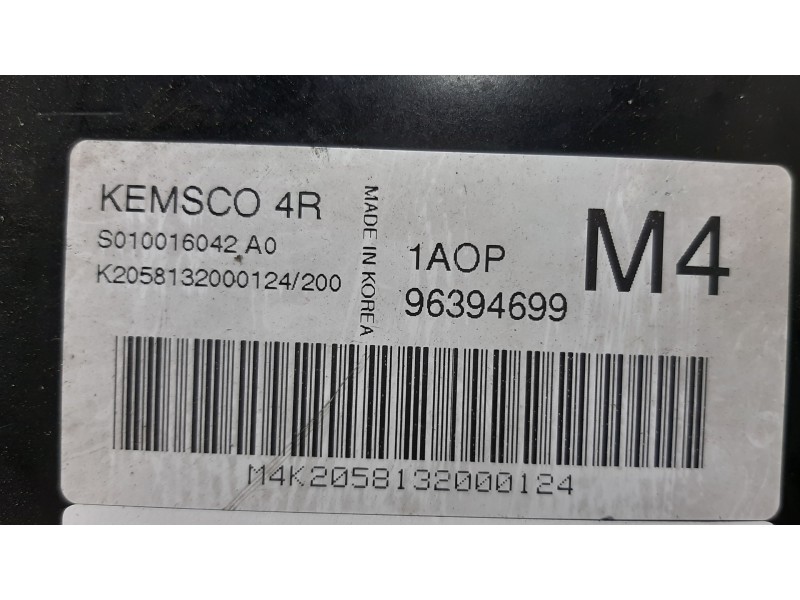 KEMSCO 4R
S010016042 A0
K2058132000124/200
MADE IN KOREA
1AOP
96394699
M4
M4K2058132000124